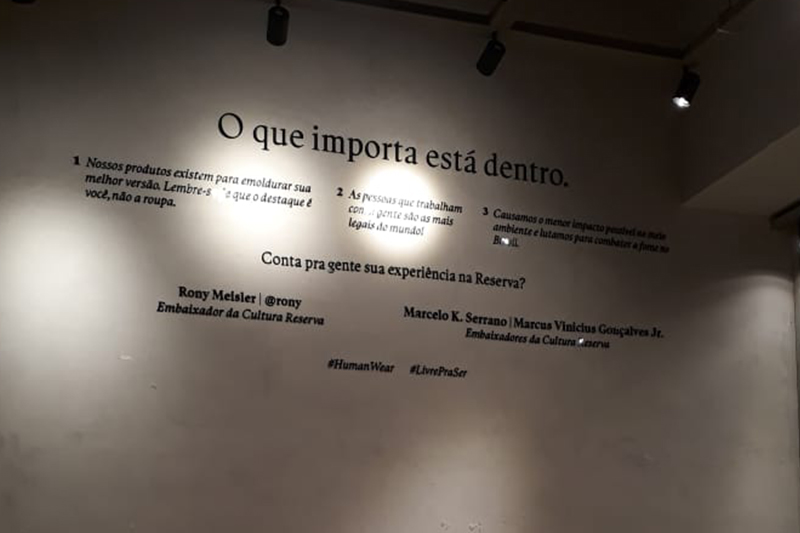 O que importa está dentro.
1 Nossos produtos existem para emoldurar sua
melhor versão. Lembre-s e que o destaque é
você, não a roupa.
2 As pessoas que trabalham
con gente são as mais
legais do mundo!
3 Causamos o menor impacto possível no meio
ambiente e lutamos para combater a fome no
Conta pra gente sua experiência na Reserva?
Rony Meisler | @rony
Embaixador da Cultura Reserva
Marcelo K. Serrano | Marcus Vinicius Gonçalves Jr.
Embaixadores da Cultura eserva
#HumanWear #LivrePraSer